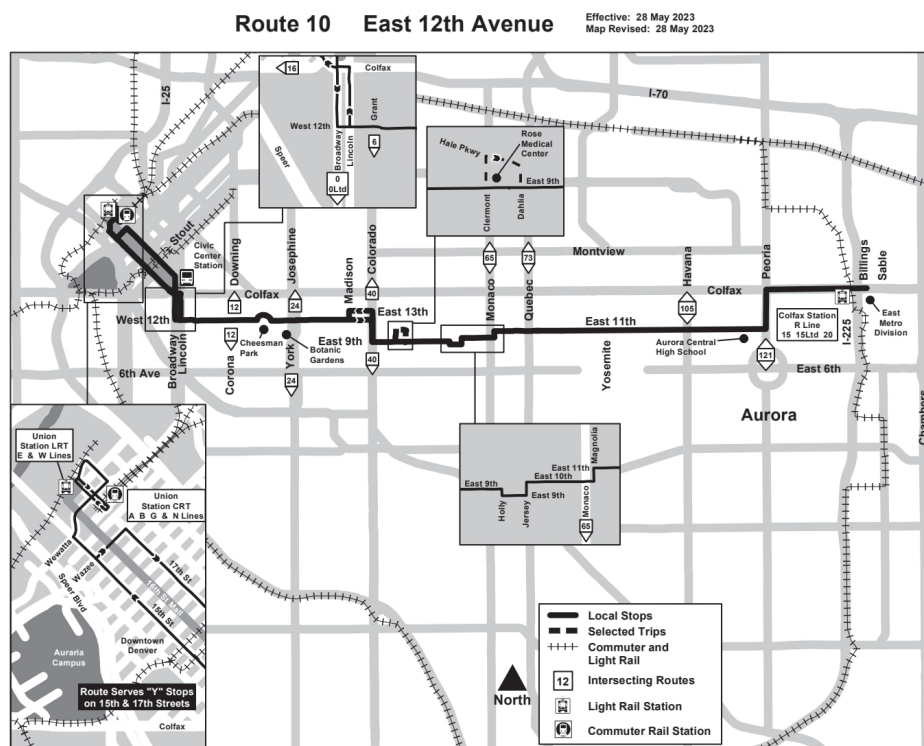 Route 10 East 12th Avenue
Effective: 28 May 2023
Map Revised: 28 May 2023
I-25
16
Colfax
West 12th
Grant
Speer
Broadway
Lincoln
6
0
0Ltd
Hale Pkwy
Rose
Medical
Center
East 9th
Clermont
Dahlia
I-70
Stout
Civic
Center
Station
Downing
Josephine
Madison
Colorado
65
73
Montview
Monaco
Quebec
Havana
Peoria
Billings
Sable
12
Colfax
24
40
105
Colfax
West 12th
East 13th
East 11th
Colfax Station
R Line
15 15Ltd 20
I-225
East
Metro
Division
12
Cheesman
Park
Botanic
Gardens
East 9th
40
Aurora Central
High School
121
6th Ave
Broadway
Lincoln
Corona
York
24
Yosemite
East 6th
Aurora
Chambers
Union
Station LRT
E & W Lines
Union
Station CRT
A B G & N Lines
Wewatta
Wazee
17th St
16th St Mall
15th St
Speer Blvd
Auraria
Campus
Downtown
Denver
Route Serves "Y" Stops
on 15th & 17th Streets
Colfax
East 9th
East 11th
East 10th
East 9th
Holly
Jersey
Monaco
Magnolia
65
North
Local Stops
Selected Trips
Commuter and
Light Rail
12
Intersecting Routes
Light Rail Station
Commuter Rail Station